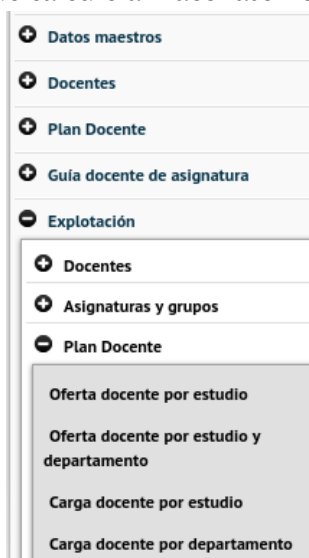 Datos maestros
Docentes
Plan Docente
Guía docente de asignatura
Explotación
Docentes
Asignaturas y grupos
Plan Docente
Oferta docente por estudio
Oferta docente por estudio y
departamento
Carga docente por estudio
Carga docente por departamento